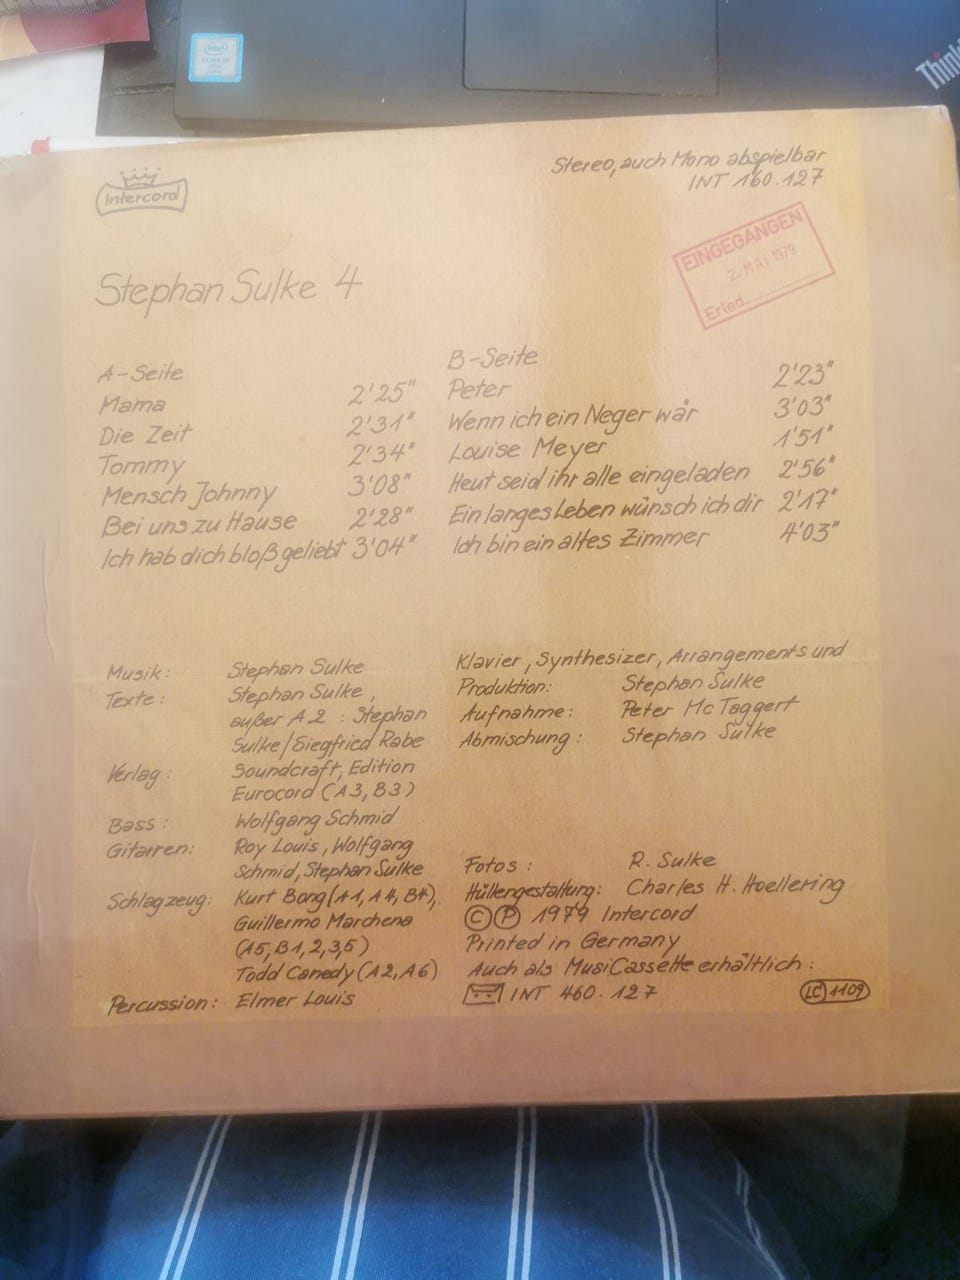 intel
CORE i5
Think
Intercord
Stereo, auch Mono abspielbar
INT 160.127
EINGEGANGEN
2. MAI 1979
Erled.
Stephan Sulke 4
A-Seite
Mama 2'25"
Die Zeit 2'31"
Tommy 2'34"
Mensch Johnny 3'08"
Bei uns zu Hause 2'28"
Ich hab dich bloß geliebt 3'04"
B-Seite
Peter 2'23"
Wenn ich ein Neger wär 3'03"
Louise Meyer 1'51"
Heut seid ihr alle eingeladen 2'56"
Ein langes Leben wünsch ich dir 2'17"
Ich bin ein altes Zimmer 4'03"
Musik: Stephan Sulke
Texte: Stephan Sulke,
außer A2 : Stephan
Sulke/Siegfried Rabe
Verlag: Soundcraft, Edition
Eurocord (A3, B3)
Bass: Wolfgang Schmid
Gitarren: Roy Louis, Wolfgang
Schmid, Stephan Sulke
Schlagzeug: Kurt Bong (A1, A4, B4),
Guillermo Marchena
(A5, B1, 2, 3, 5)
Todd Canedy (A2, A6)
Percussion: Elmer Louis
Klavier, Synthesizer, Arrangements und
Produktion: Stephan Sulke
Aufnahme: Peter Mc Taggert
Abmischung: Stephan Sulke
Fotos: R. Sulke
Hüllengestaltung: Charles H. Hoellering
Ⓒ Ⓟ 1979 Intercord
Printed in Germany
Auch als MusiCassette erhältlich:
INT 460.127
LC 1109